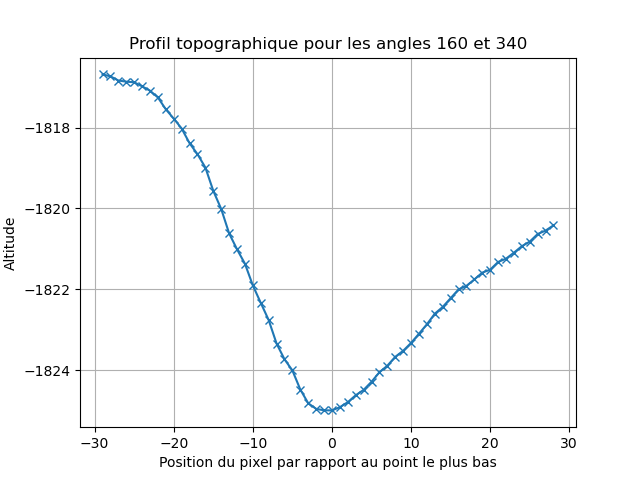 Profil topographique pour les angles 160 et 340
−1818
−1820
−1822
−1824
Altitude
−30 −20 −10 0 10 20 30
Position du pixel par rapport au point le plus bas